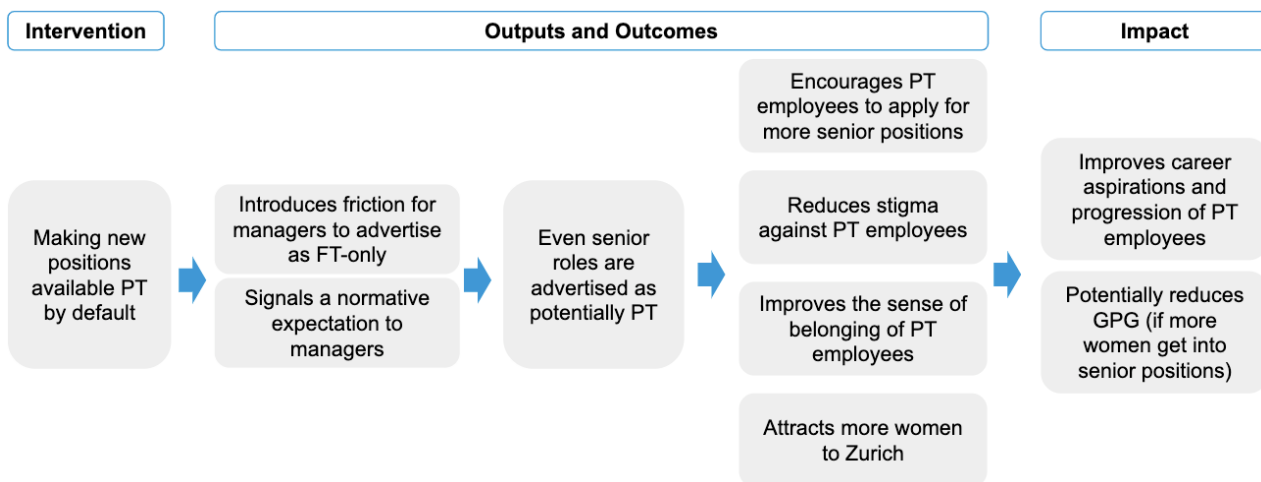 Intervention
Outputs and Outcomes
Impact
Making new
positions
available PT
by default
Introduces friction for
managers to advertise
as FT-only
Signals a normative
expectation to
managers
Even senior
roles are
advertised as
potentially PT
Encourages PT
employees to apply for
more senior positions
Reduces stigma
against PT employees
Improves the sense of
belonging of PT
employees
Attracts more women
to Zurich
Improves career
aspirations and
progression of PT
employees
Potentially reduces
GPG (if more
women get into
senior positions)